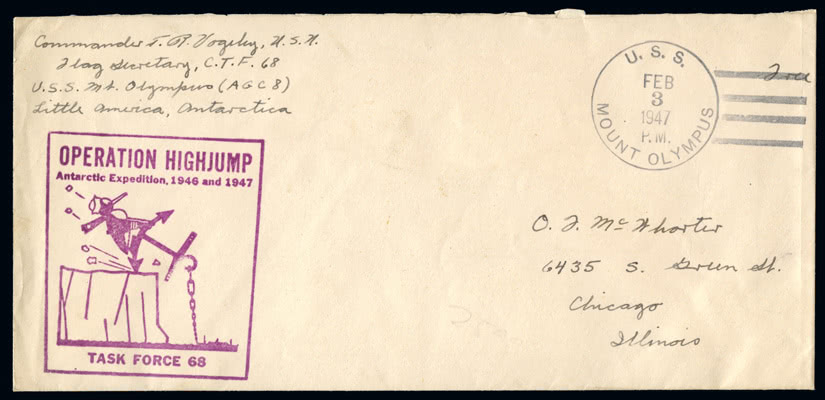 Commander T. R. Vogeley, U.S.N.
Flag Secretary, C.T.F. 68
U.S.S. Mt. Olympus (AGC 8)
Little America, Antarctica
OPERATION HIGHJUMP
Antarctic Expedition, 1946 and 1947
TASK FORCE 68
U. S. S.
FEB
3
1947
P.M.
MOUNT OLYMPUS
Free
O. J. McWhorter
6435 S. Green St.
Chicago
Illinois